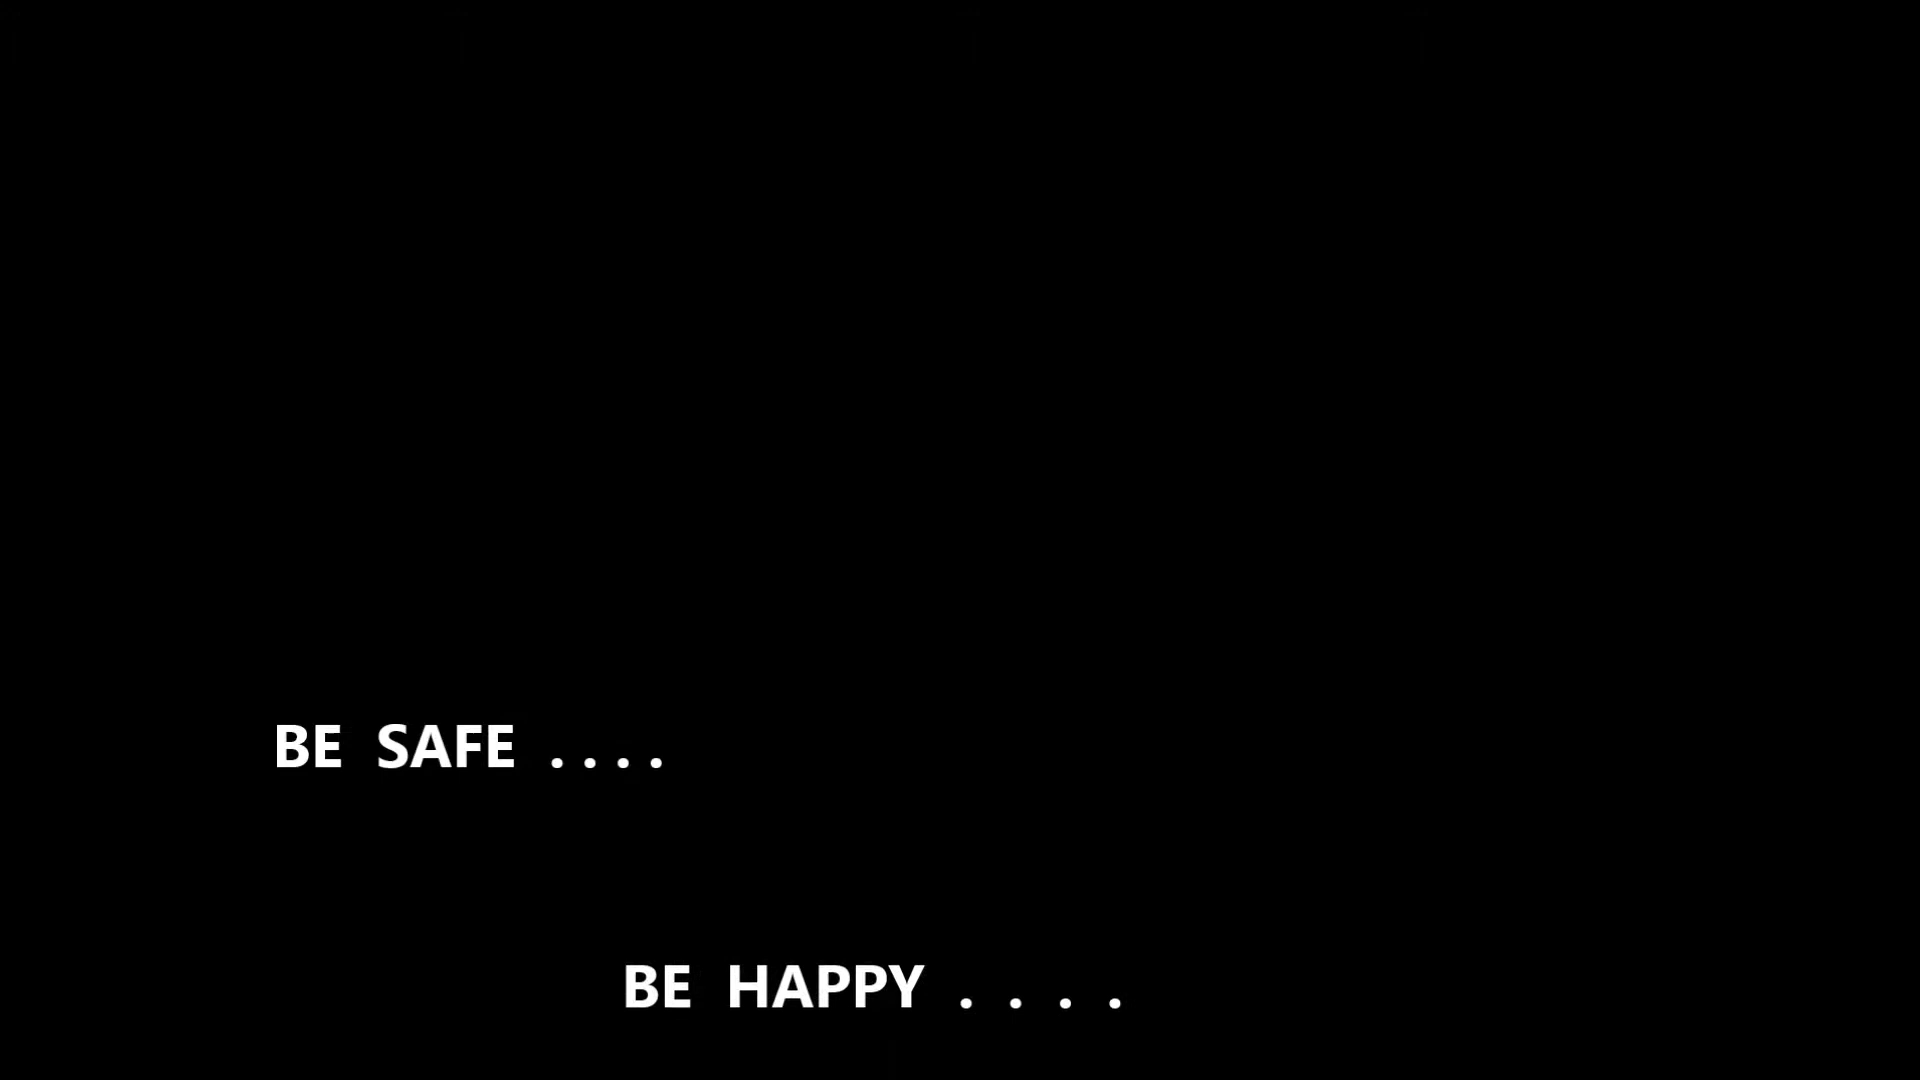 BE SAFE ....
BE HAPPY . . . .